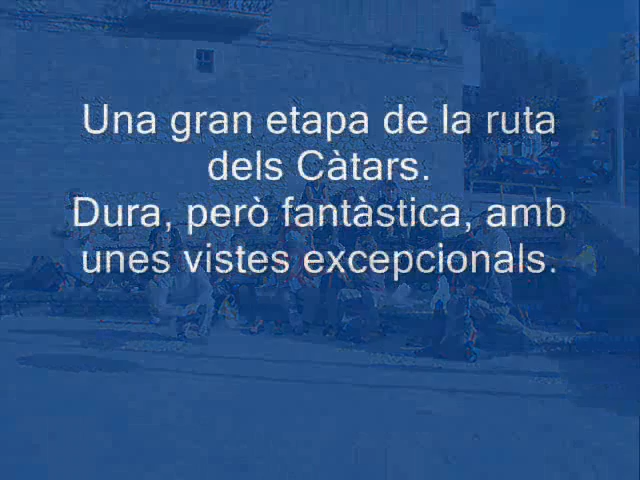 Una gran etapa de la ruta
dels Càtars.
Dura, però fantàstica, amb
unes vistes excepcionals.